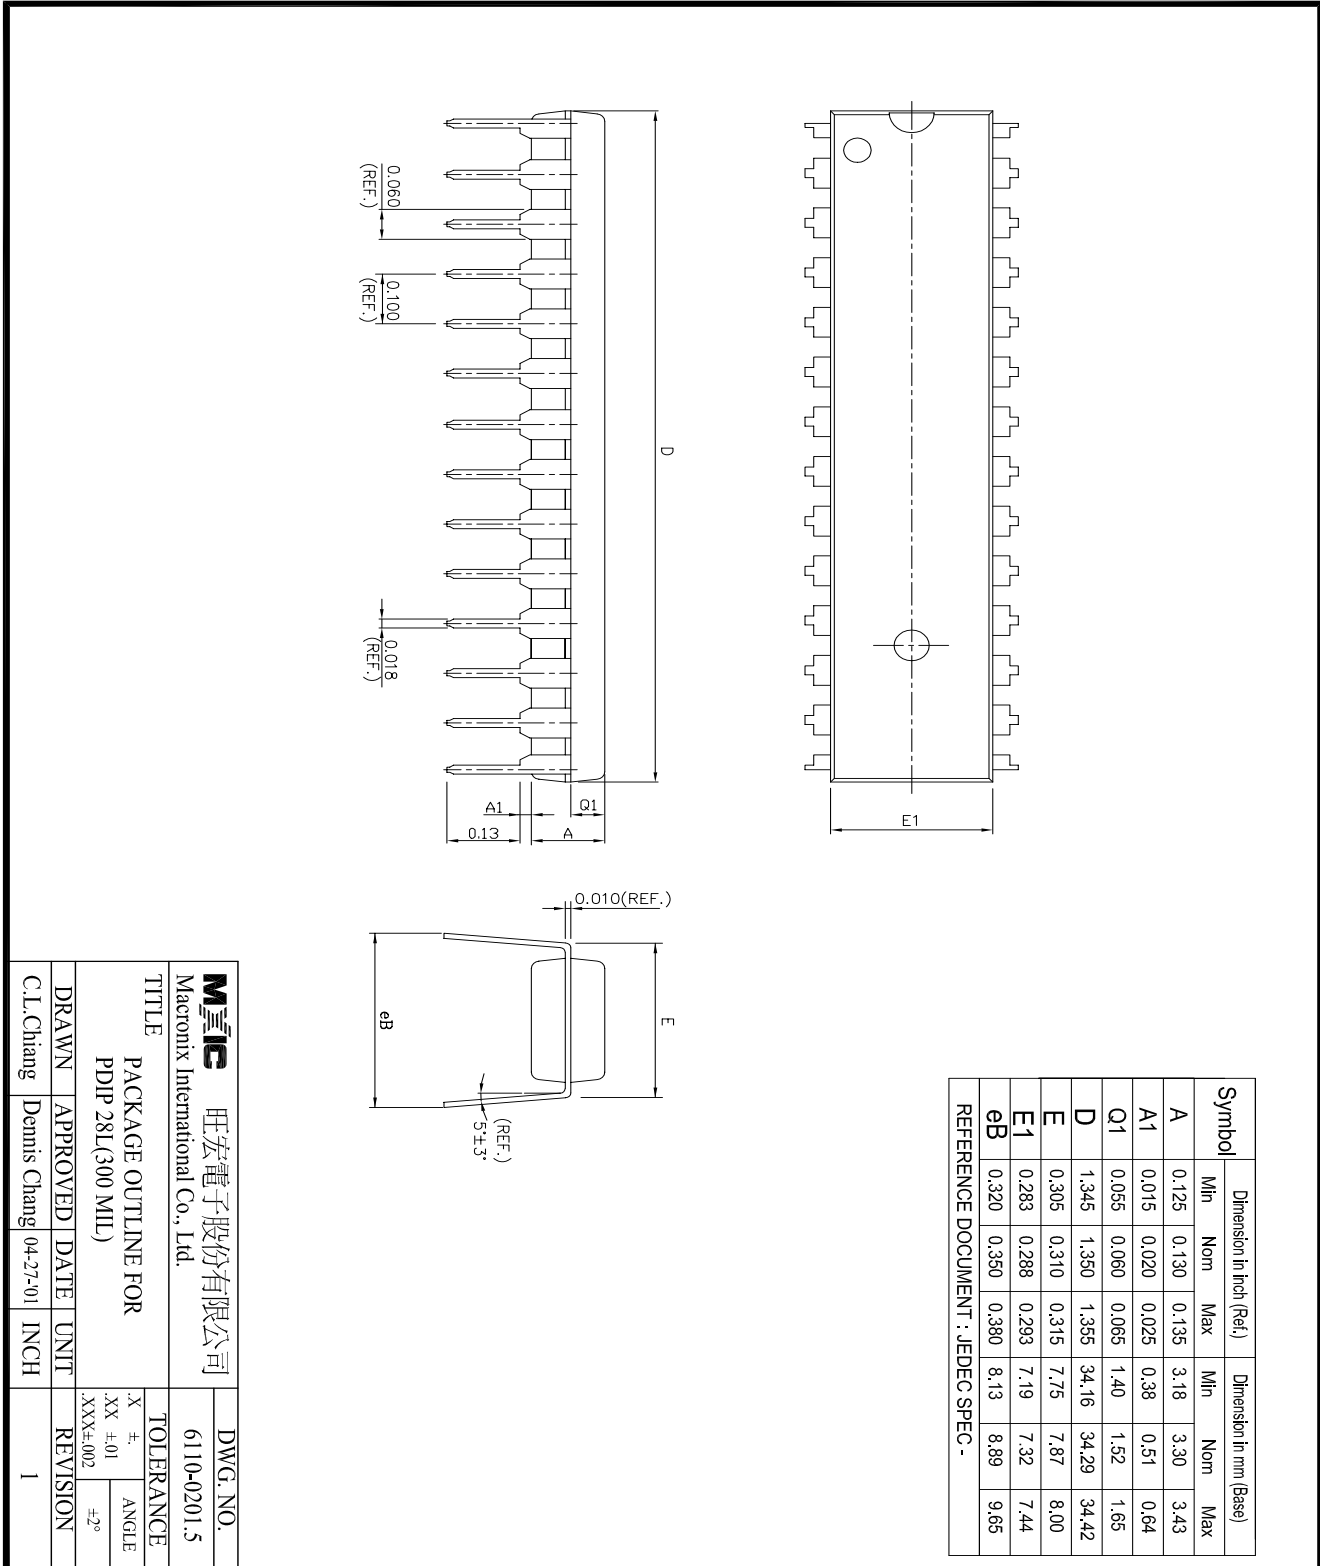 D
0.060
(REF.)
0.100
(REF.)
0.018
(REF.)
A1
Q1
0.13
A
E1
0.010(REF.)
E
eB
(REF.)
5°±3°
Symbol Dimension in inch (Ref.) Dimension in mm (Base)
Min Nom Max Min Nom Max
A 0.125 0.130 0.135 3.18 3.30 3.43
A1 0.015 0.020 0.025 0.38 0.51 0.64
Q1 0.055 0.060 0.065 1.40 1.52 1.65
D 1.345 1.350 1.355 34.16 34.29 34.42
E 0.305 0.310 0.315 7.75 7.87 8.00
E1 0.283 0.288 0.293 7.19 7.32 7.44
eB 0.320 0.350 0.380 8.13 8.89 9.65
REFERENCE DOCUMENT : JEDEC SPEC -
MXIC 旺宏電子股份有限公司
Macronix International Co., Ltd.
DWG. NO.
6110-0201.5
TITLE
PACKAGE OUTLINE FOR
PDIP 28L(300 MIL)
TOLERANCE
.X ±.
.XX ±.01
.XXX±.002
ANGLE
±2°
DRAWN APPROVED DATE UNIT REVISION
C.L.Chiang Dennis Chang 04-27-'01 INCH 1